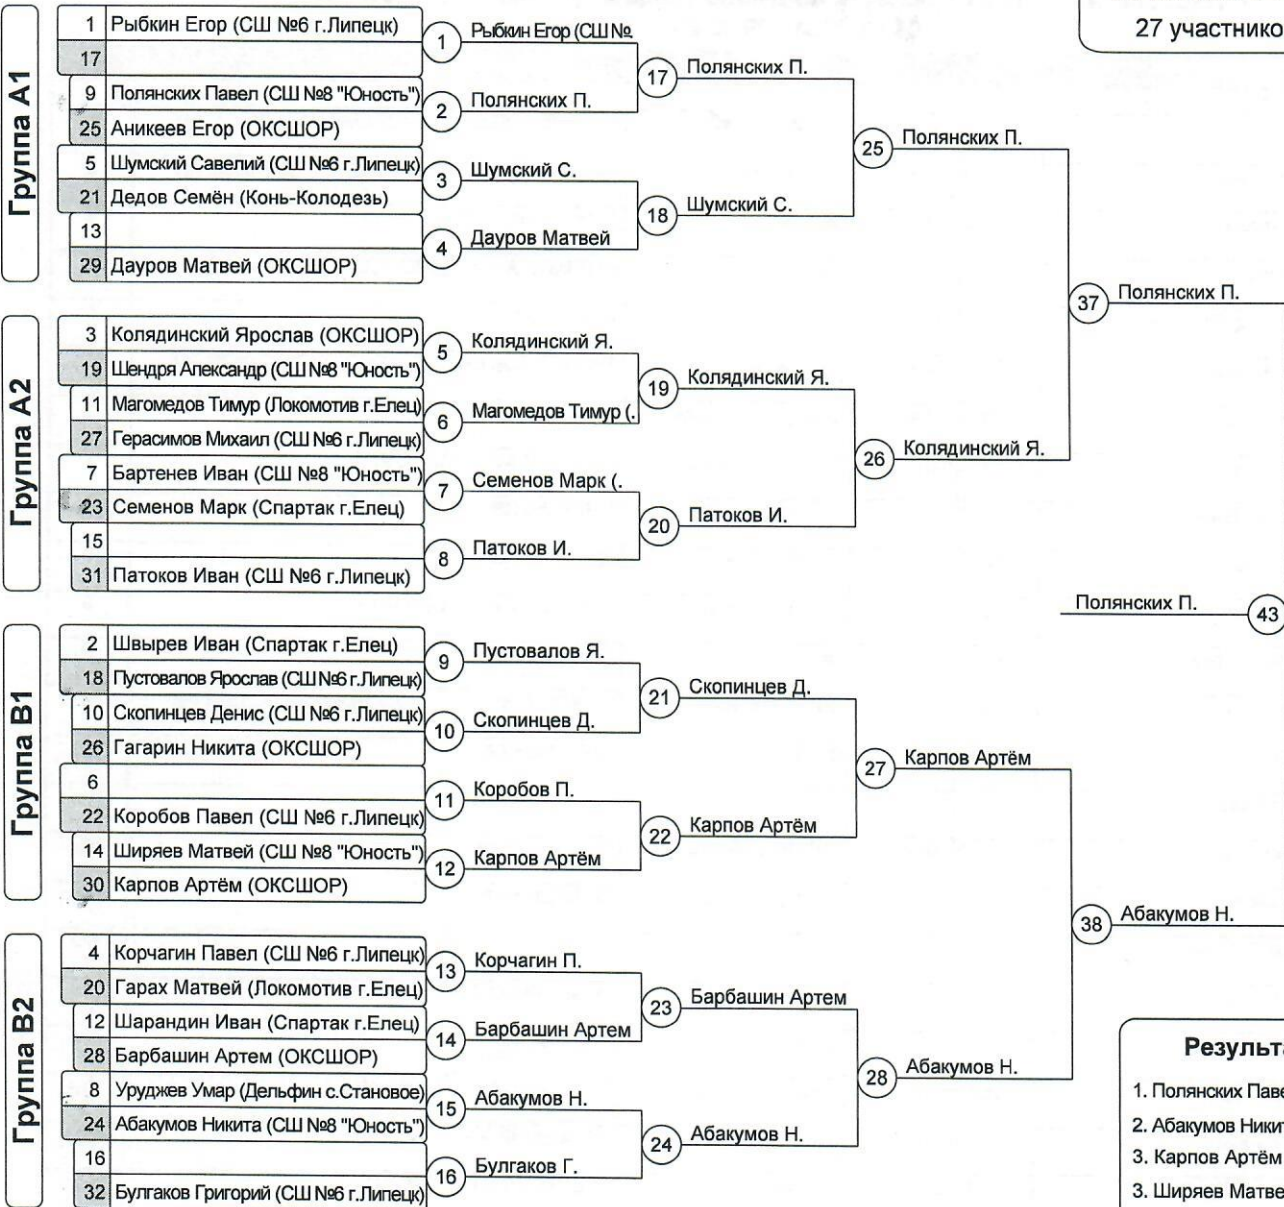 27 участнико
Группа A1
1 Рыбкин Егор (СШ №6 г.Липецк)
17
9 Полянских Павел (СШ №8 "Юность")
25 Аникеев Егор (ОКСШОР)
5 Шумский Савелий (СШ №6 г.Липецк)
21 Дедов Семён (Конь-Колодезь)
13
29 Дауров Матвей (ОКСШОР)
1 Рыбкин Егор (СШ №
2 Полянских П.
3 Шумский С.
4 Дауров Матвей
17 Полянских П.
18 Шумский С.
25 Полянских П.
Группа A2
3 Колядинский Ярослав (ОКСШОР)
19 Шендря Александр (СШ №8 "Юность")
11 Магомедов Тимур (Локомотив г.Елец)
27 Герасимов Михаил (СШ №6 г.Липецк)
7 Бартенев Иван (СШ №8 "Юность")
23 Семенов Марк (Спартак г.Елец)
15
31 Патоков Иван (СШ №6 г.Липецк)
5 Колядинский Я.
6 Магомедов Тимур (.
7 Семенов Марк (.
8 Патоков И.
19 Колядинский Я.
20 Патоков И.
26 Колядинский Я.
37 Полянских П.
Полянских П. 43
Группа B1
2 Швырев Иван (Спартак г.Елец)
18 Пустовалов Ярослав (СШ №6 г.Липецк)
10 Скопинцев Денис (СШ №6 г.Липецк)
26 Гагарин Никита (ОКСШОР)
6
22 Коробов Павел (СШ №6 г.Липецк)
14 Ширяев Матвей (СШ №8 "Юность")
30 Карпов Артём (ОКСШОР)
9 Пустовалов Я.
10 Скопинцев Д.
11 Коробов П.
12 Карпов Артём
21 Скопинцев Д.
22 Карпов Артём
27 Карпов Артём
Группа B2
4 Корчагин Павел (СШ №6 г.Липецк)
20 Гарах Матвей (Локомотив г.Елец)
12 Шарандин Иван (Спартак г.Елец)
28 Барбашин Артем (ОКСШОР)
8 Уруджев Умар (Дельфин с.Становое)
24 Абакумов Никита (СШ №8 "Юность")
16
32 Булгаков Григорий (СШ №6 г.Липецк)
13 Корчагин П.
14 Барбашин Артем
15 Абакумов Н.
16 Булгаков Г.
23 Барбашин Артем
24 Абакумов Н.
28 Абакумов Н.
38 Абакумов Н.
Результа
1. Полянских Паве
2. Абакумов Никит
3. Карпов Артём
3. Ширяев Матве